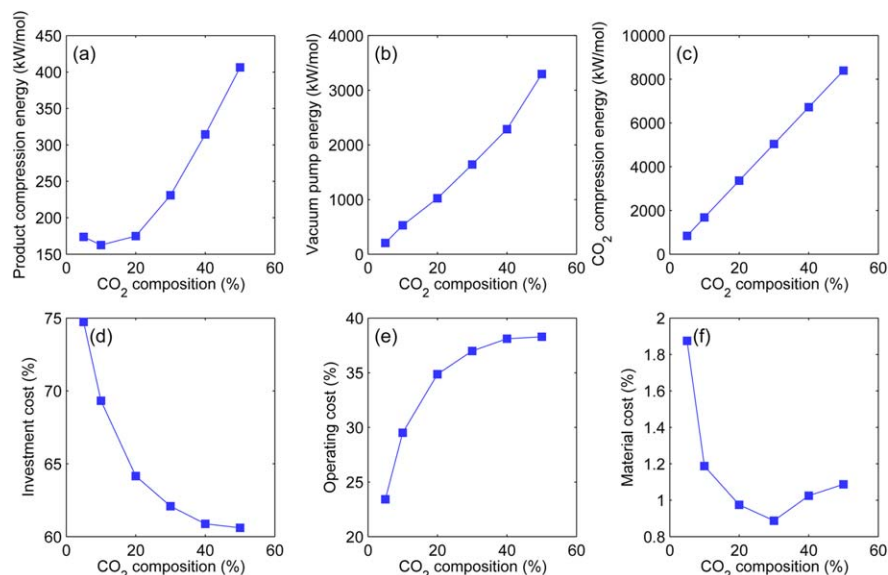 (a)
Product compression energy (kW/mol)
450
400
350
300
250
200
150
0 20 40 60
CO2 composition (%)
(b)
Vacuum pump energy (kW/mol)
4000
3000
2000
1000
0
0 20 40 60
CO2 composition (%)
(c)
CO2 compression energy (kW/mol)
10000
8000
6000
4000
2000
0
0 20 40 60
CO2 composition (%)
(d)
Investment cost (%)
75
70
65
60
0 20 40 60
CO2 composition (%)
(e)
Operating cost (%)
40
35
30
25
20
0 20 40 60
CO2 composition (%)
(f)
Material cost (%)
2
1.8
1.6
1.4
1.2
1
0.8
0 20 40 60
CO2 composition (%)